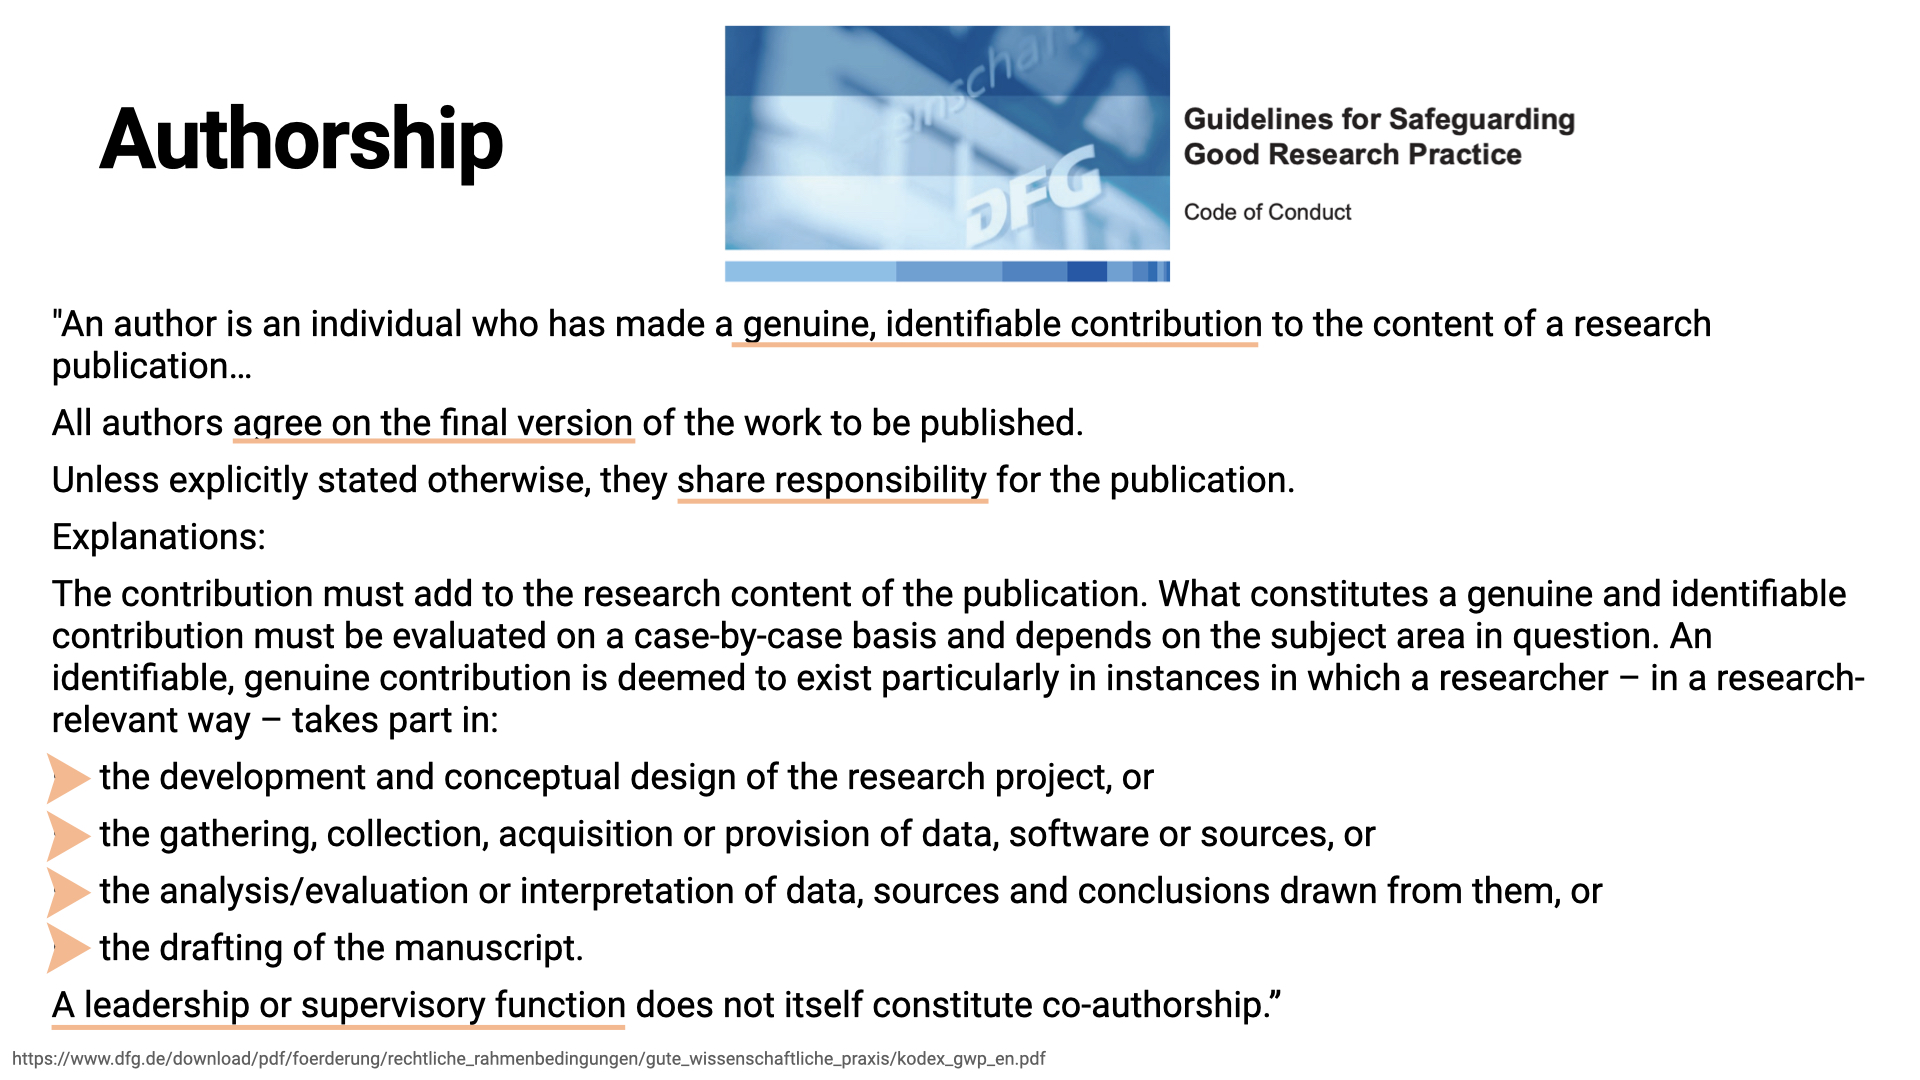 Authorship
einschaft
DFG
Guidelines for Safeguarding
Good Research Practice
Code of Conduct
"An author is an individual who has made a genuine, identifiable contribution to the content of a research
publication…
All authors agree on the final version of the work to be published.
Unless explicitly stated otherwise, they share responsibility for the publication.
Explanations:
The contribution must add to the research content of the publication. What constitutes a genuine and identifiable
contribution must be evaluated on a case-by-case basis and depends on the subject area in question. An
identifiable, genuine contribution is deemed to exist particularly in instances in which a researcher – in a research-
relevant way – takes part in:
the development and conceptual design of the research project, or
the gathering, collection, acquisition or provision of data, software or sources, or
the analysis/evaluation or interpretation of data, sources and conclusions drawn from them, or
the drafting of the manuscript.
A leadership or supervisory function does not itself constitute co-authorship.”
https://www.dfg.de/download/pdf/foerderung/rechtliche_rahmenbedingungen/gute_wissenschaftliche_praxis/kodex_gwp_en.pdf